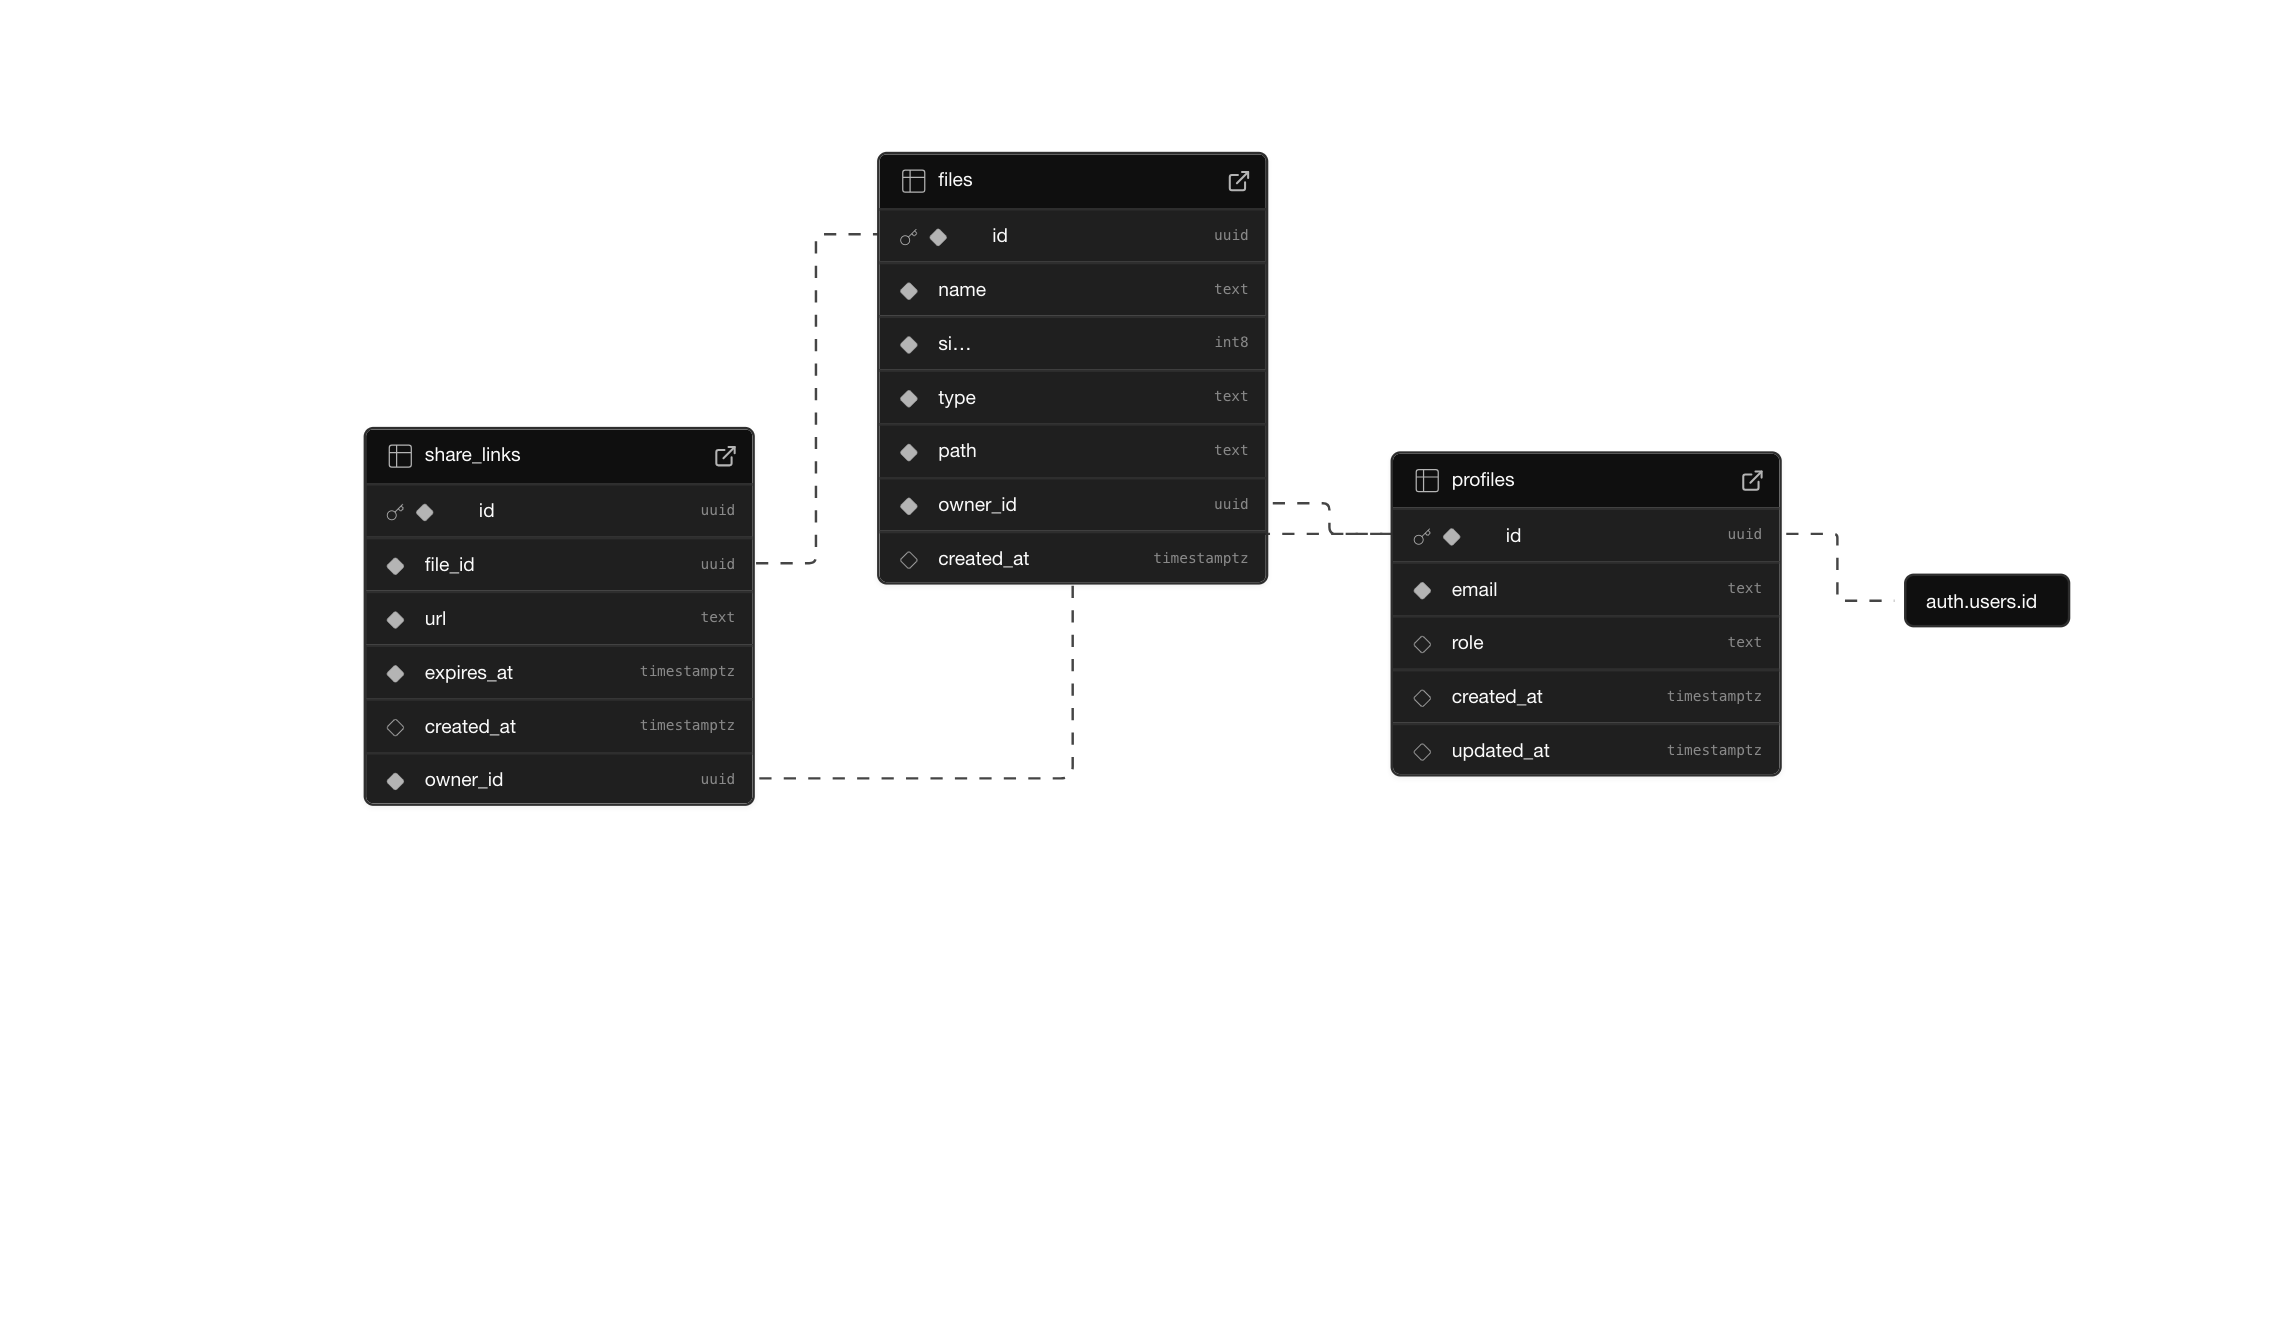 files
id uuid
name text
si... int8
type text
path text
owner_id uuid
created_at timestamptz
share_links
id uuid
file_id uuid
url text
expires_at timestamptz
created_at timestamptz
owner_id uuid
profiles
id uuid
email text
role text
created_at timestamptz
updated_at timestamptz
auth.users.id